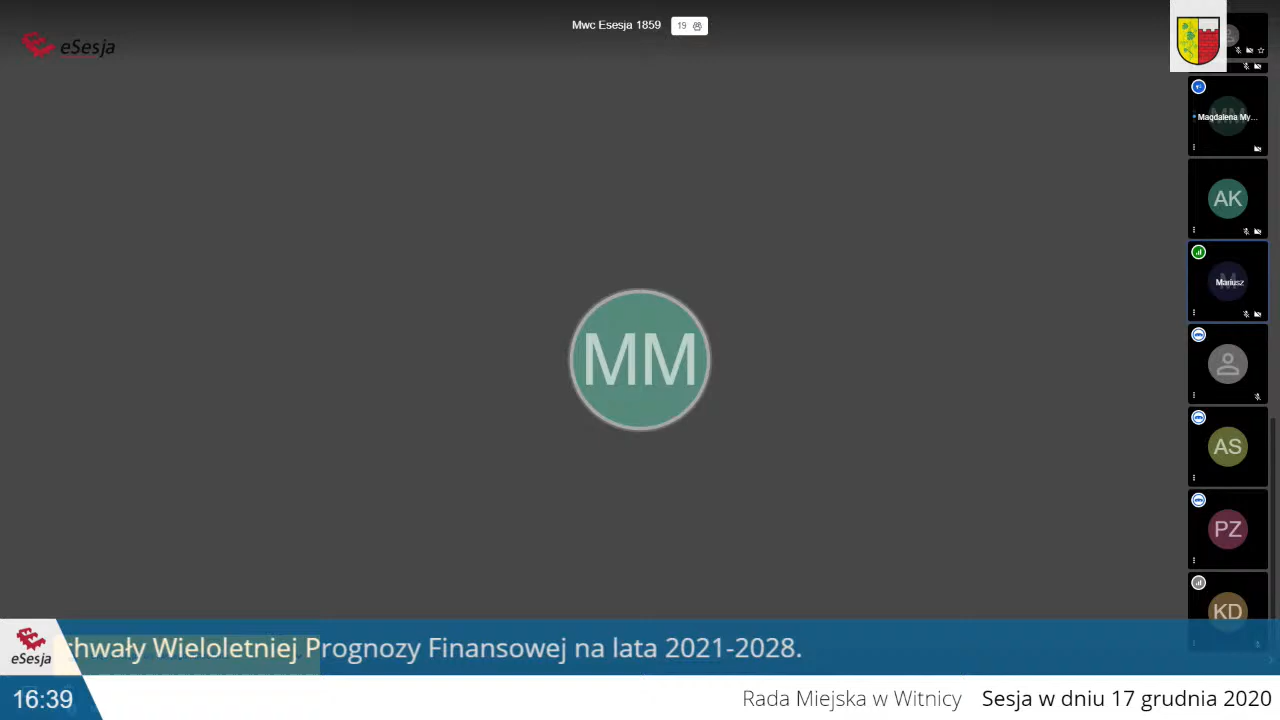 Mwc Esesja 1859 19
eSesja
Magdalena My...
AK
Mariusz
AS
PZ
KD
MM
chwały Wieloletniej Prognozy Finansowej na lata 2021-2028.
eSesja
16:39
Rada Miejska w Witnicy Sesja w dniu 17 grudnia 2020